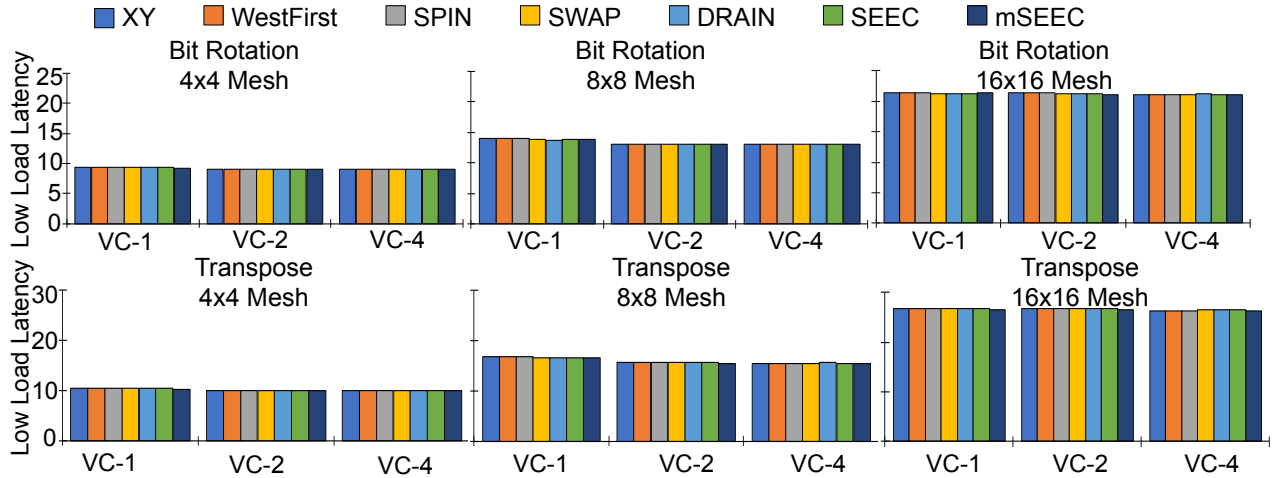 XY WestFirst SPIN SWAP DRAIN SEEC mSEEC
Bit Rotation Bit Rotation Bit Rotation
4x4 Mesh 8x8 Mesh 16x16 Mesh
Low Load Latency
25
20
15
10
5
0
VC-1 VC-2 VC-4 VC-1 VC-2 VC-4 VC-1 VC-2 VC-4
Transpose Transpose Transpose
4x4 Mesh 8x8 Mesh 16x16 Mesh
Low Load Latency
30
20
10
0
VC-1 VC-2 VC-4 VC-1 VC-2 VC-4 VC-1 VC-2 VC-4